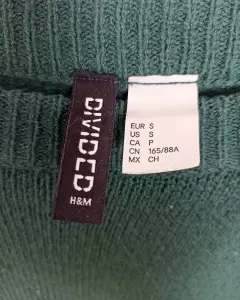 DIVIDED
H&M
EUR S
US S
CA P
CN 165/88A
MX CH